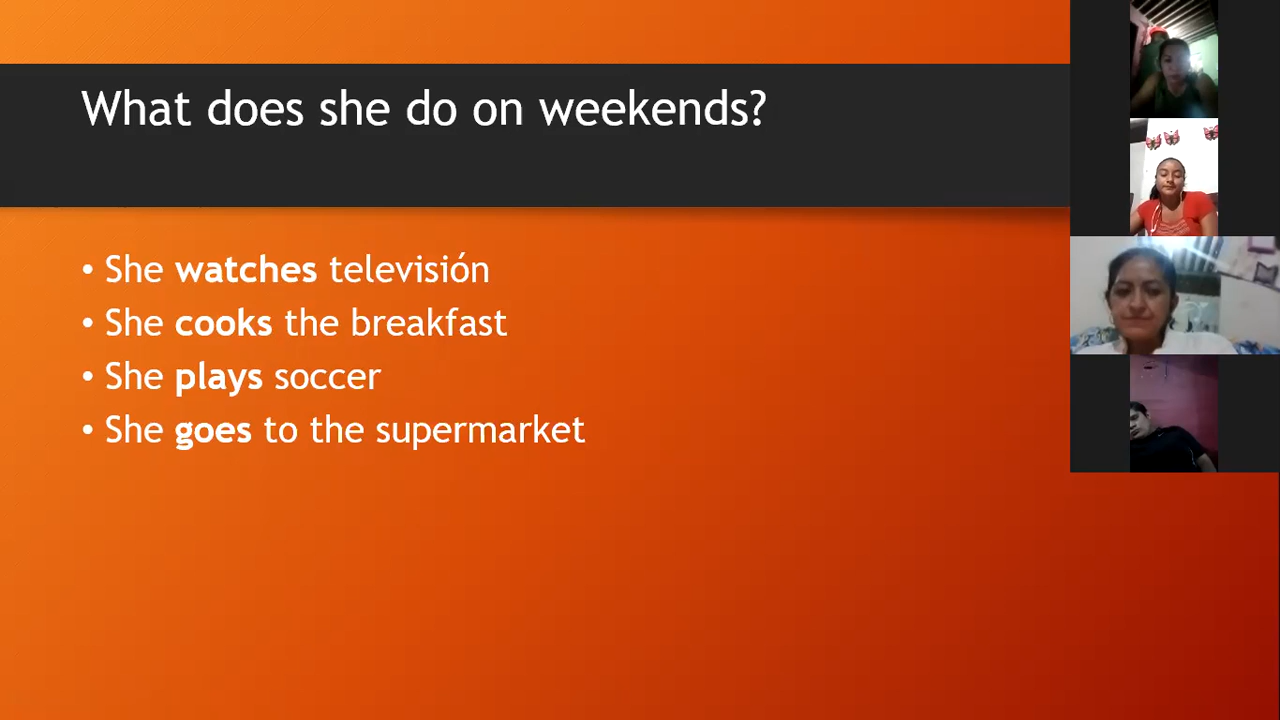 What does she do on weekends?
• She watches televisión
• She cooks the breakfast
• She plays soccer
• She goes to the supermarket